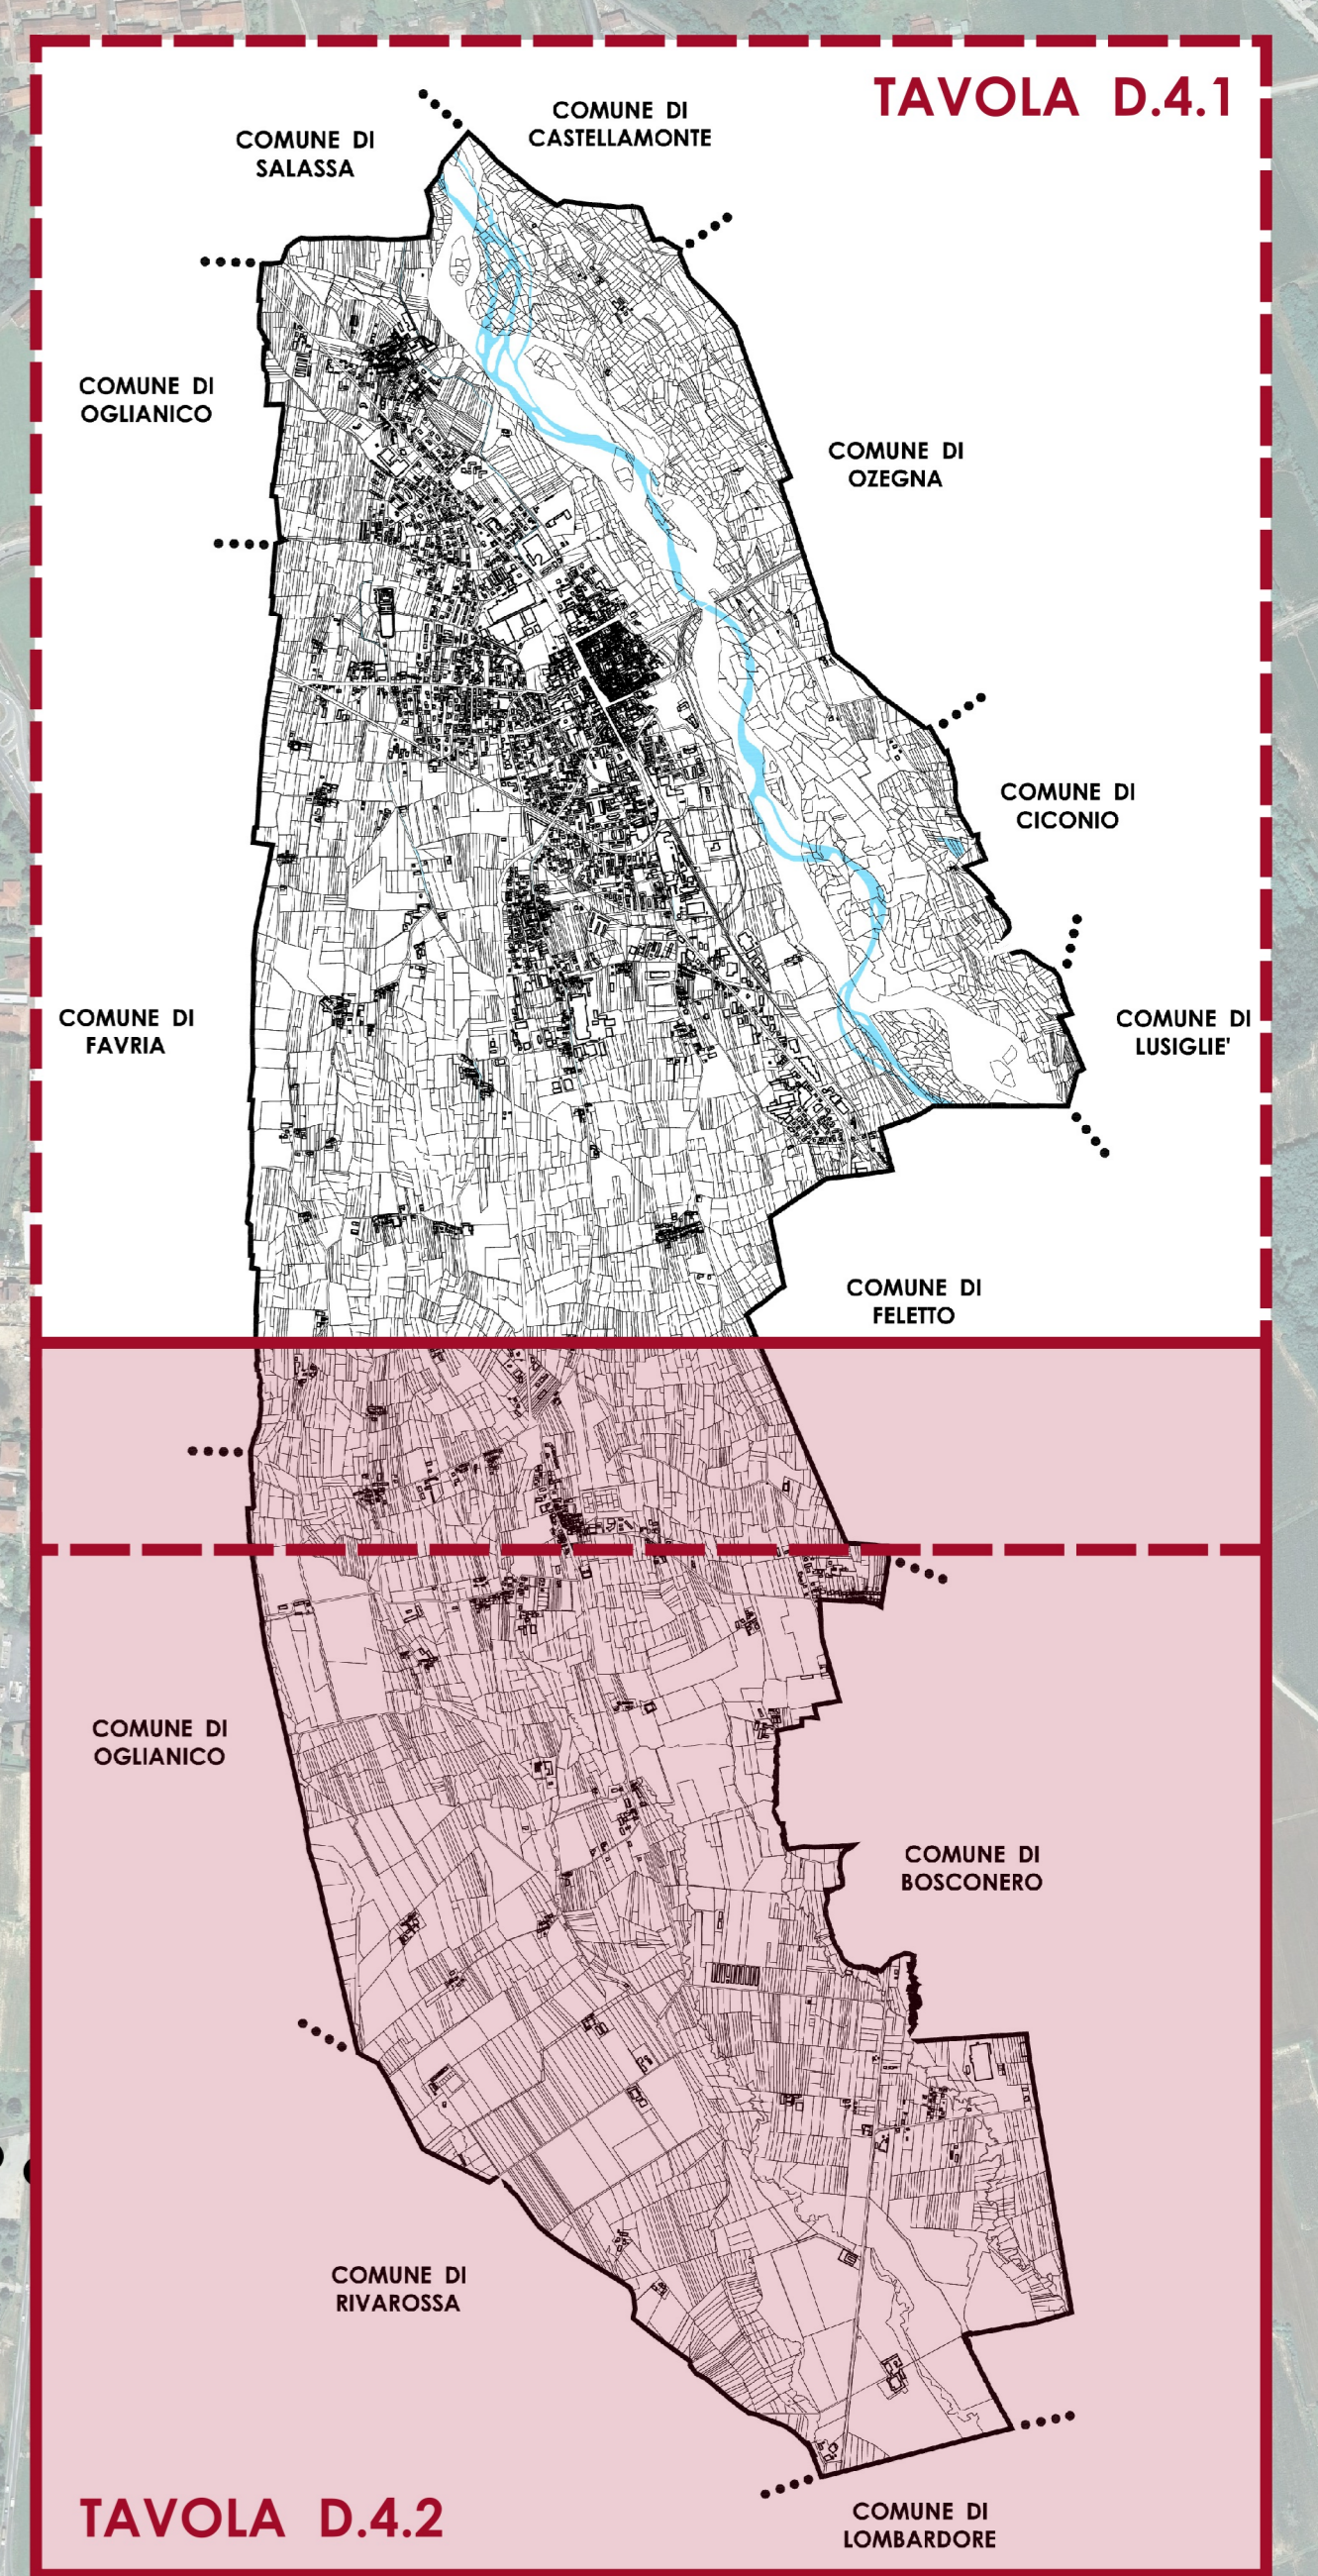 TAVOLA D.4.1
COMUNE DI
CASTELLAMONTE
COMUNE DI
SALASSA
COMUNE DI
OGLIANICO
COMUNE DI
OZEGNA
COMUNE DI
CICONIO
COMUNE DI
FAVRIA
COMUNE DI
LUSIGLIE'
COMUNE DI
FELETTO
COMUNE DI
OGLIANICO
COMUNE DI
BOSCONERO
COMUNE DI
RIVAROSSA
TAVOLA D.4.2
COMUNE DI
LOMBARDORE